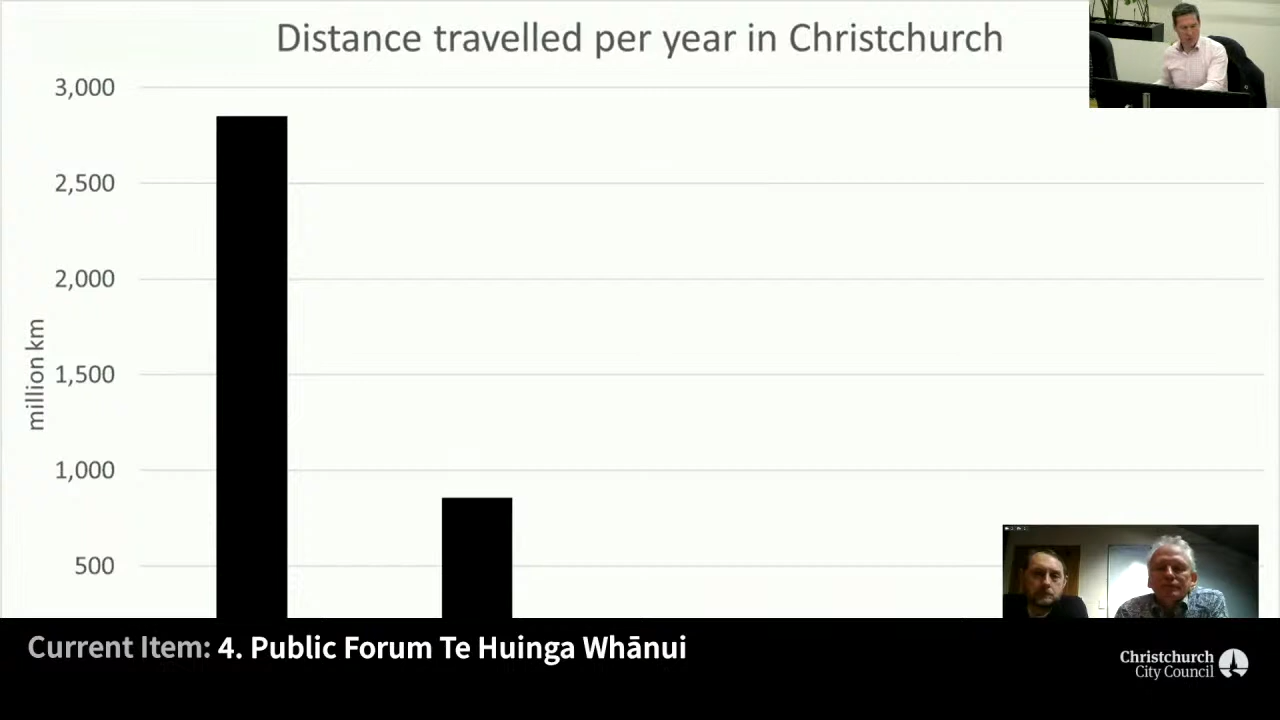 Distance travelled per year in Christchurch
3,000
2,500
2,000
1,500
1,000
500
million km
Current Item: 4. Public Forum Te Huinga Whānui
Christchurch
City Council